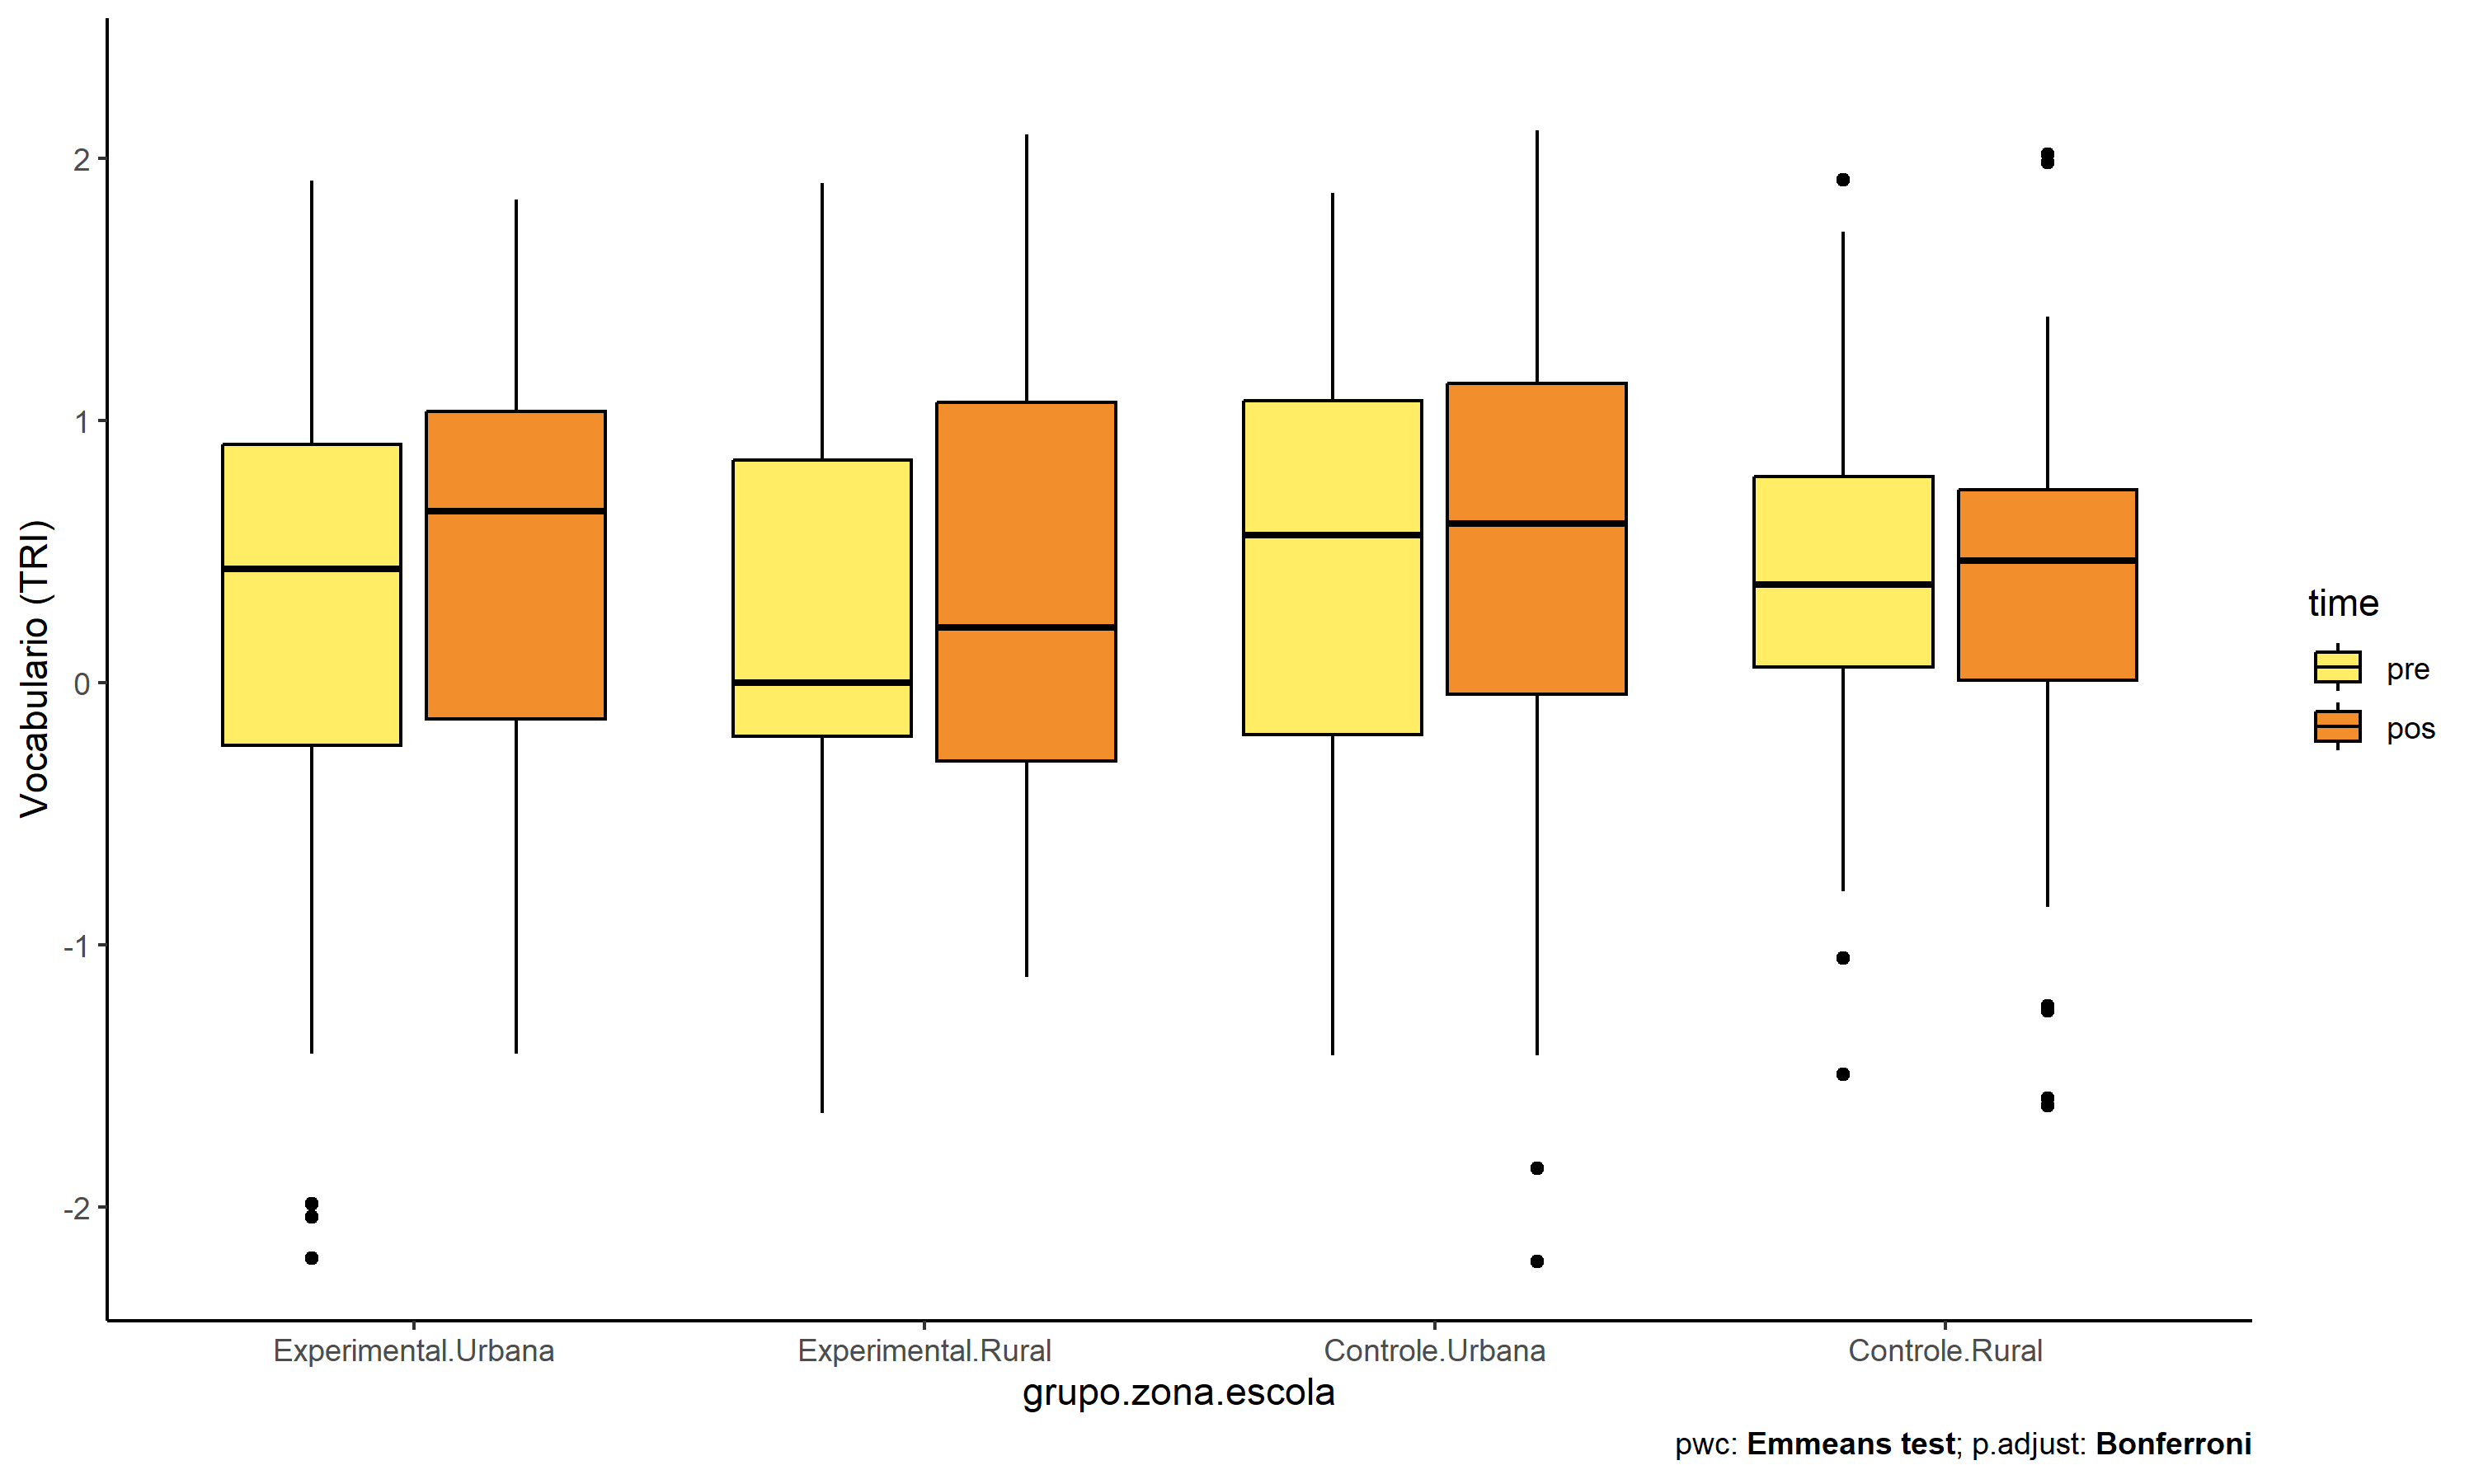 Vocabulario (TRI)
2
1
0
-1
-2
Experimental.Urbana
Experimental.Rural
Controle.Urbana
Controle.Rural
grupo.zona.escola
time
pre
pos
pwc: Emmeans test; p.adjust: Bonferroni